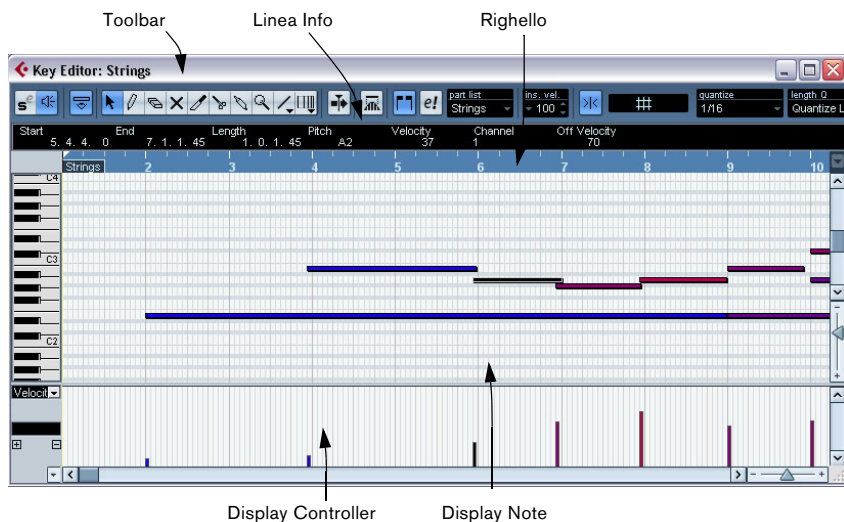 Toolbar
Linea Info
Righello
Key Editor: Strings
part list
Strings
ins. vel.
100
quantize
1/16
length Q
Quantize L
Start
End
Length
Pitch
Velocity
Channel
Off Velocity
5. 4. 4. 0
7. 1. 1. 45
1. 0. 1. 45
A2
37
1
70
Strings
2
3
4
5
6
7
8
9
10
C4
C3
C2
Velocit
Display Controller
Display Note